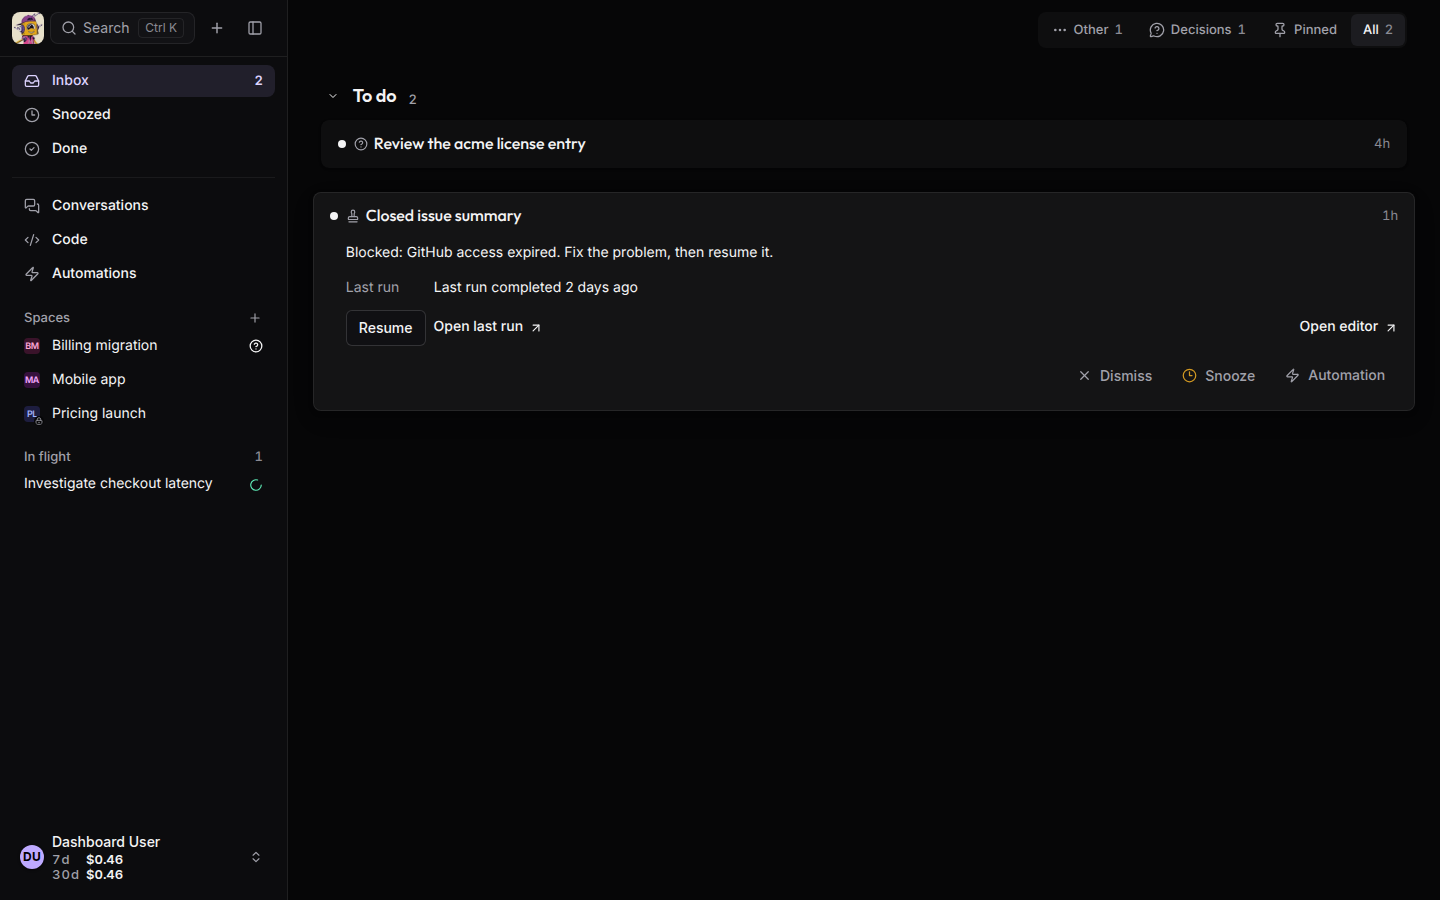 Search Ctrl K
Inbox 2
Snoozed
Done
Conversations
Code
Automations
Spaces
BM Billing migration
MA Mobile app
PL Pricing launch
In flight 1
Investigate checkout latency
DU Dashboard User
7d $0.46
30d $0.46
Other 1 Decisions 1 Pinned All 2
To do 2
Review the acme license entry 4h
Closed issue summary 1h
Blocked: GitHub access expired. Fix the problem, then resume it.
Last run Last run completed 2 days ago
Resume Open last run Open editor
Dismiss Snooze Automation